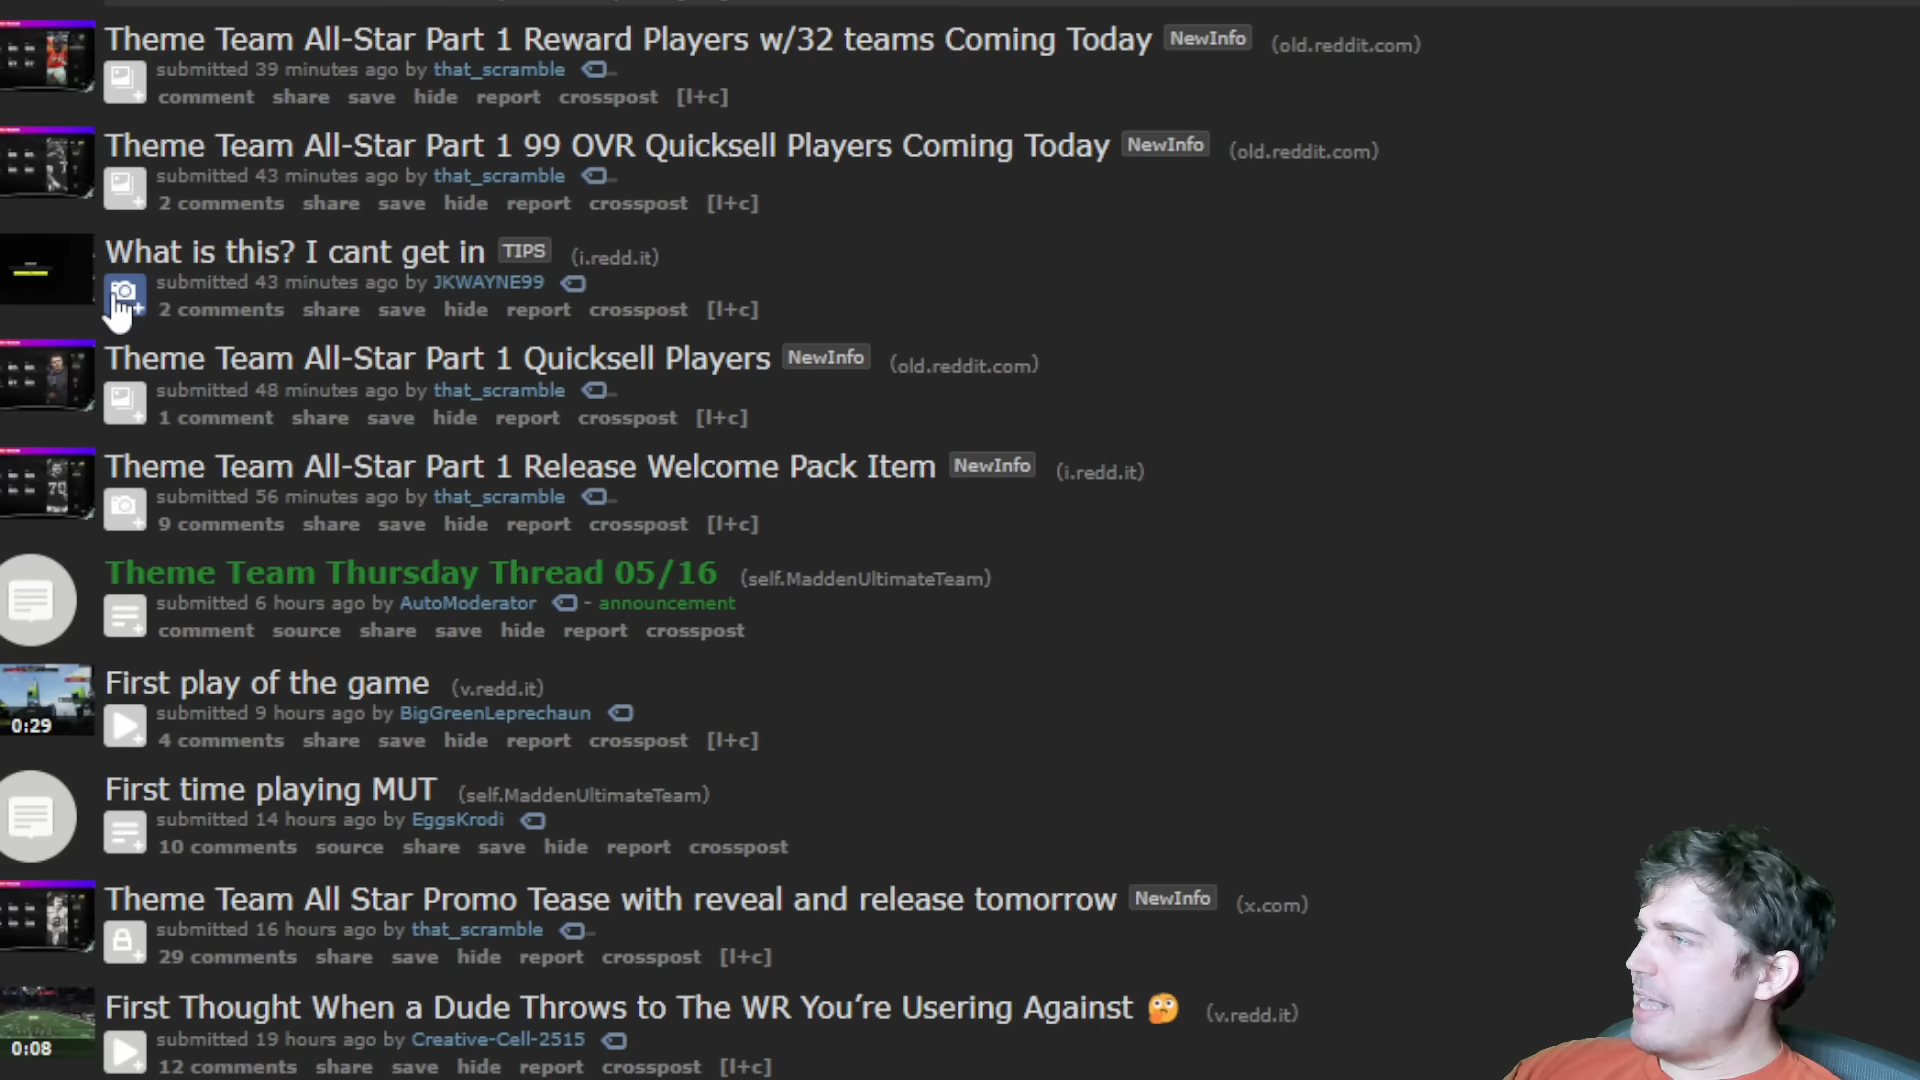 Theme Team All-Star Part 1 Reward Players w/32 teams Coming Today NewInfo (old.reddit.com)
submitted 39 minutes ago by that_scramble
comment share save hide report crosspost [l+c]
Theme Team All-Star Part 1 99 OVR Quicksell Players Coming Today NewInfo (old.reddit.com)
submitted 43 minutes ago by that_scramble
2 comments share save hide report crosspost [l+c]
What is this? I cant get in TIPS (i.redd.it)
submitted 43 minutes ago by JKWAYNE99
2 comments share save hide report crosspost [l+c]
Theme Team All-Star Part 1 Quicksell Players NewInfo (old.reddit.com)
submitted 48 minutes ago by that_scramble
1 comment share save hide report crosspost [l+c]
Theme Team All-Star Part 1 Release Welcome Pack Item NewInfo (i.redd.it)
submitted 56 minutes ago by that_scramble
9 comments share save hide report crosspost [l+c]
Theme Team Thursday Thread 05/16 (self.MaddenUltimateTeam)
submitted 6 hours ago by AutoModerator - announcement
comment source share save hide report crosspost
First play of the game (v.redd.it)
0:29
submitted 9 hours ago by BigGreenLeprechaun
4 comments share save hide report crosspost [l+c]
First time playing MUT (self.MaddenUltimateTeam)
submitted 14 hours ago by EggsKrodi
10 comments source share save hide report crosspost
Theme Team All Star Promo Tease with reveal and release tomorrow NewInfo (x.com)
submitted 16 hours ago by that_scramble
29 comments share save hide report crosspost [l+c]
First Thought When a Dude Throws to The WR You’re Usering Against 🤔 (v.redd.it)
0:08
submitted 19 hours ago by Creative-Cell-2515
12 comments share save hide report crosspost [l+c]